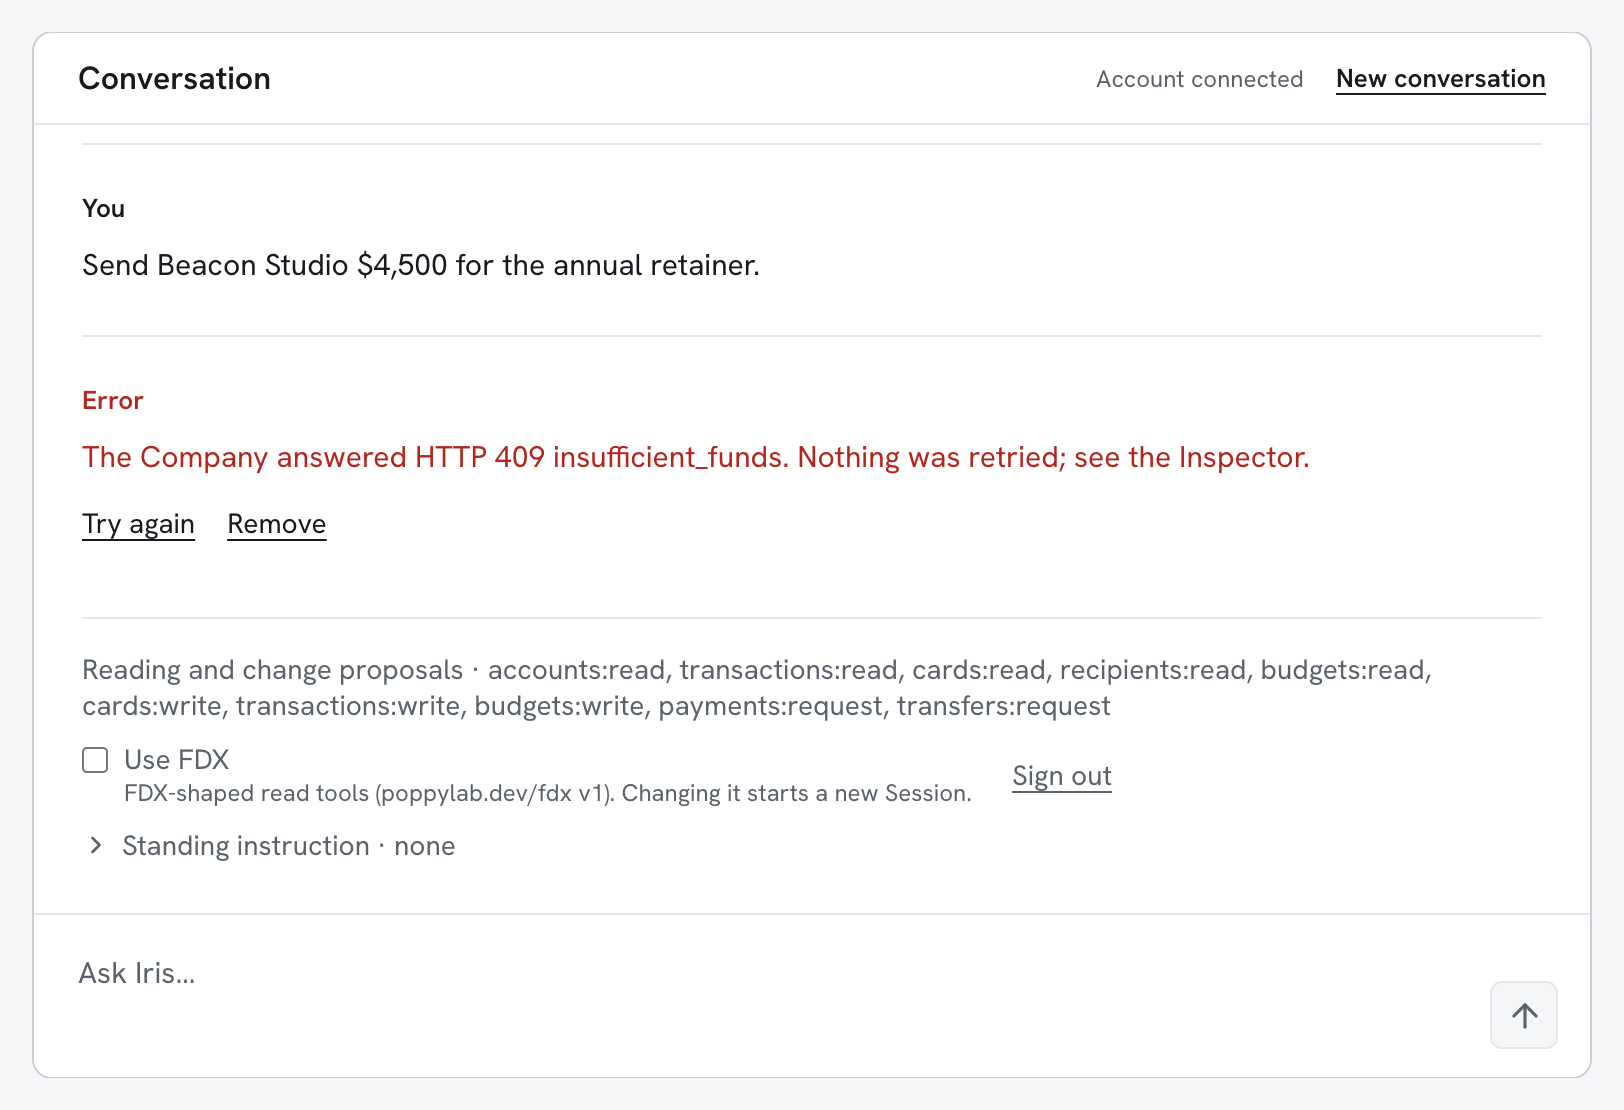 Conversation
Account connected
New conversation
You
Send Beacon Studio $4,500 for the annual retainer.
Error
The Company answered HTTP 409 insufficient_funds. Nothing was retried; see the Inspector.
Try again
Remove
Reading and change proposals · accounts:read, transactions:read, cards:read, recipients:read, budgets:read,
cards:write, transactions:write, budgets:write, payments:request, transfers:request
Use FDX
FDX-shaped read tools (poppylab.dev/fdx v1). Changing it starts a new Session.
Sign out
Standing instruction · none
Ask Iris...